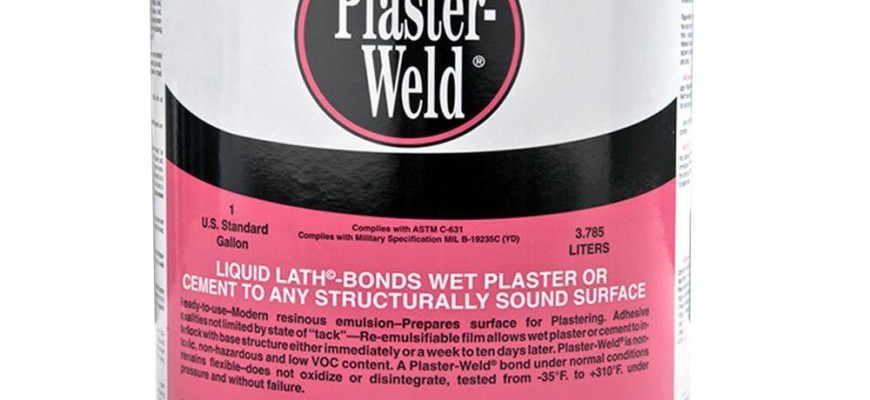 Plaster-
Weld®
1
U.S. Standard
Gallon
Complies with ASTM C-631
Complies with Military Specification MIL B-19235C (YD)
3.785
LITERS
LIQUID LATH©-BONDS WET PLASTER OR
CEMENT TO ANY STRUCTURALLY SOUND SURFACE
Ready-to-use–Modern resinous emulsion–Prepares surface for Plastering. Adhesive
qualities not limited by state of "tack"—Re-emulsifiable film allows wet plaster or cement to in-
terlock with base structure either immediately or a week to ten days later. Plaster-Weld® is non-
toxic, non-hazardous and low VOC content. A Plaster-Weld® bond under normal conditions
remains flexible–does not oxidize or disintegrate, tested from -35°F. to +310°F. under
pressure and without failure.